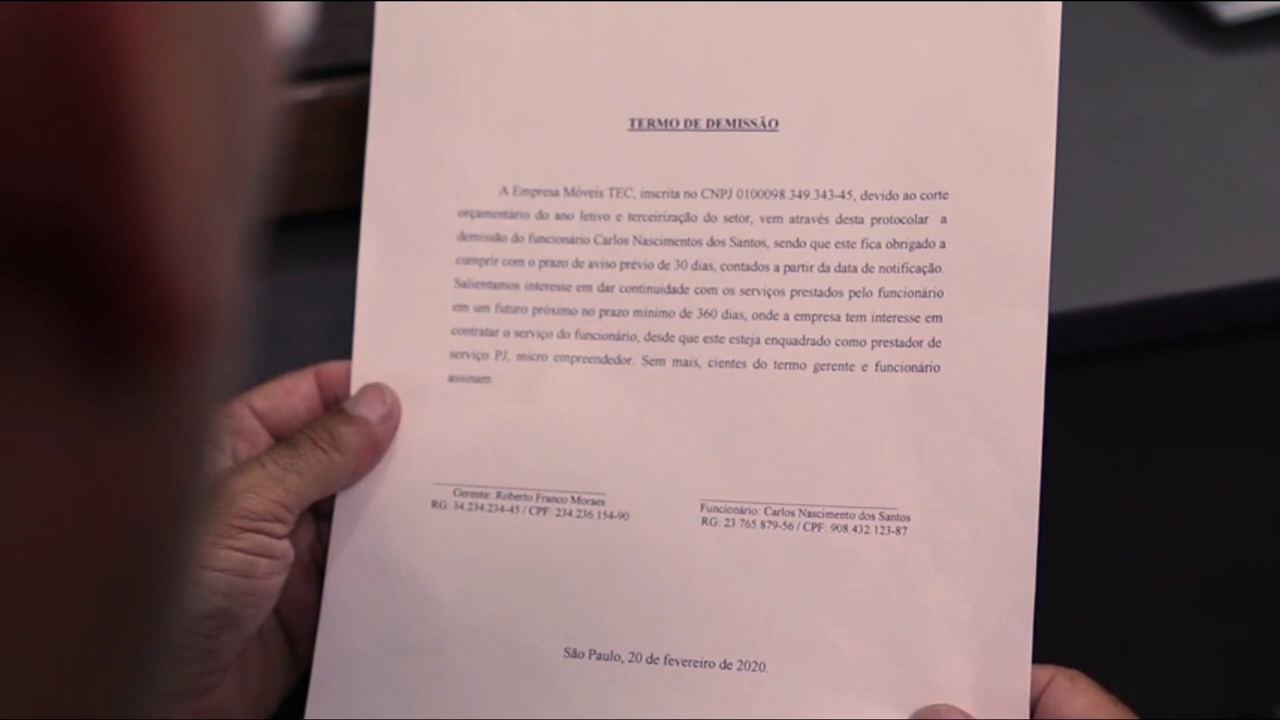 TERMO DE DEMISSÃO
A Empresa Móveis TEC, inscrita no CNPJ 0100098.349.343-45, devido ao corte
orçamentário do ano letivo e terceirização do setor, vem através desta protocolar a
demissão do funcionário Carlos Nascimentos dos Santos, sendo que este fica obrigado a
cumprir com o prazo de aviso prévio de 30 dias, contados a partir da data de notificação.
Salientamos interesse em dar continuidade com os serviços prestados pelo funcionário
em um futuro próximo no prazo mínimo de 360 dias, onde a empresa tem interesse em
contratar o serviço do funcionário, desde que este esteja enquadrado como prestador de
serviço PJ, micro empreendedor. Sem mais, cientes do termo gerente e funcionário
assinam.
Gerente: Roberto Franco Moraes
RG: 34.234.234-45 / CPF: 234.236.154-90
Funcionário: Carlos Nascimento dos Santos
RG: 23.765.879-56 / CPF: 908.432.123-87
São Paulo, 20 de fevereiro de 2020.